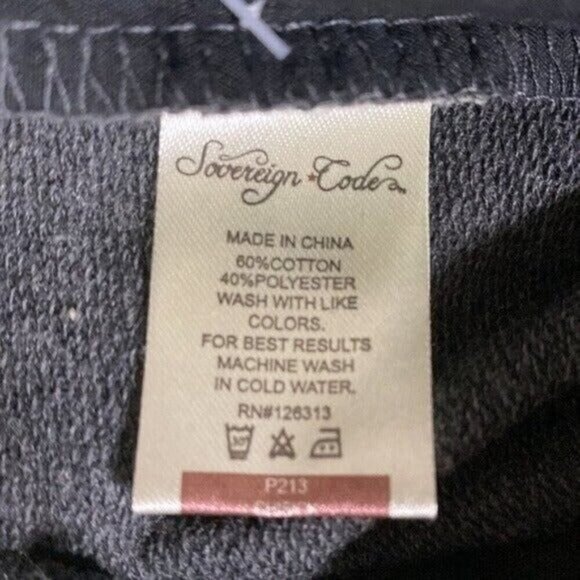 Sovereign Code
MADE IN CHINA
60%COTTON
40%POLYESTER
WASH WITH LIKE
COLORS.
FOR BEST RESULTS
MACHINE WASH
IN COLD WATER.
RN#126313
P213